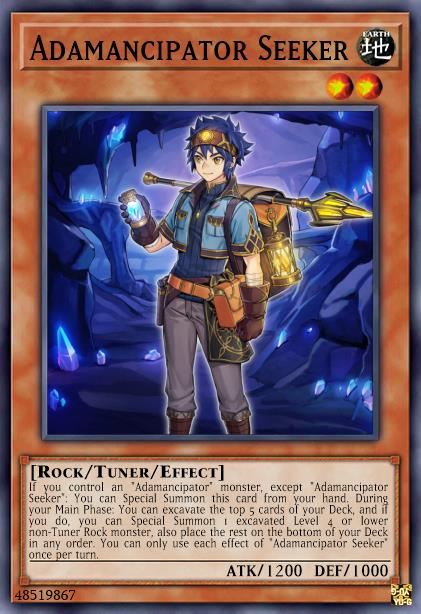 ADAMANCIPATOR SEEKER
EARTH
地
[ROCK/TUNER/EFFECT]
If you control an "Adamancipator" monster, except "Adamancipator
Seeker": You can Special Summon this card from your hand. During
your Main Phase: You can excavate the top 5 cards of your Deck, and if
you do, you can Special Summon 1 excavated Level 4 or lower
non-Tuner Rock monster, also place the rest on the bottom of your Deck
in any order. You can only use each effect of "Adamancipator Seeker"
once per turn.
ATK/1200 DEF/1000
48519867